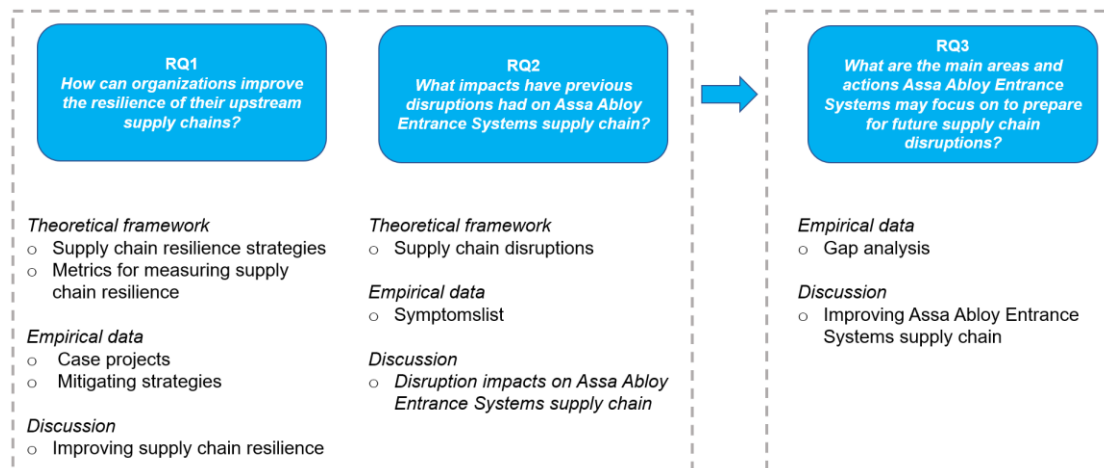 RQ1
How can organizations improve
the resilience of their upstream
supply chains?
Theoretical framework
o Supply chain resilience strategies
o Metrics for measuring supply
chain resilience
Empirical data
o Case projects
o Mitigating strategies
Discussion
o Improving supply chain resilience
RQ2
What impacts have previous
disruptions had on Assa Abloy
Entrance Systems supply chain?
Theoretical framework
o Supply chain disruptions
Empirical data
o Symptomslist
Discussion
o Disruption impacts on Assa Abloy
Entrance Systems supply chain
RQ3
What are the main areas and
actions Assa Abloy Entrance
Systems may focus on to prepare
for future supply chain
disruptions?
Empirical data
o Gap analysis
Discussion
o Improving Assa Abloy Entrance
Systems supply chain